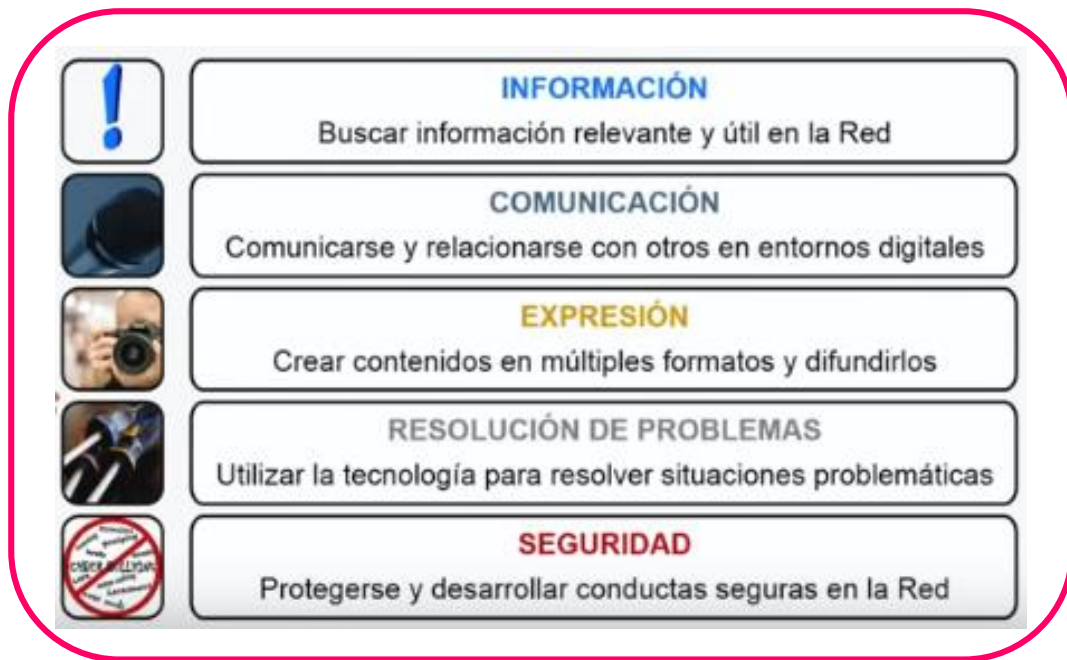 INFORMACIÓN
Buscar información relevante y útil en la Red
COMUNICACIÓN
Comunicarse y relacionarse con otros en entornos digitales
EXPRESIÓN
Crear contenidos en múltiples formatos y difundirlos
RESOLUCIÓN DE PROBLEMAS
Utilizar la tecnología para resolver situaciones problemáticas
SEGURIDAD
Protegerse y desarrollar conductas seguras en la Red